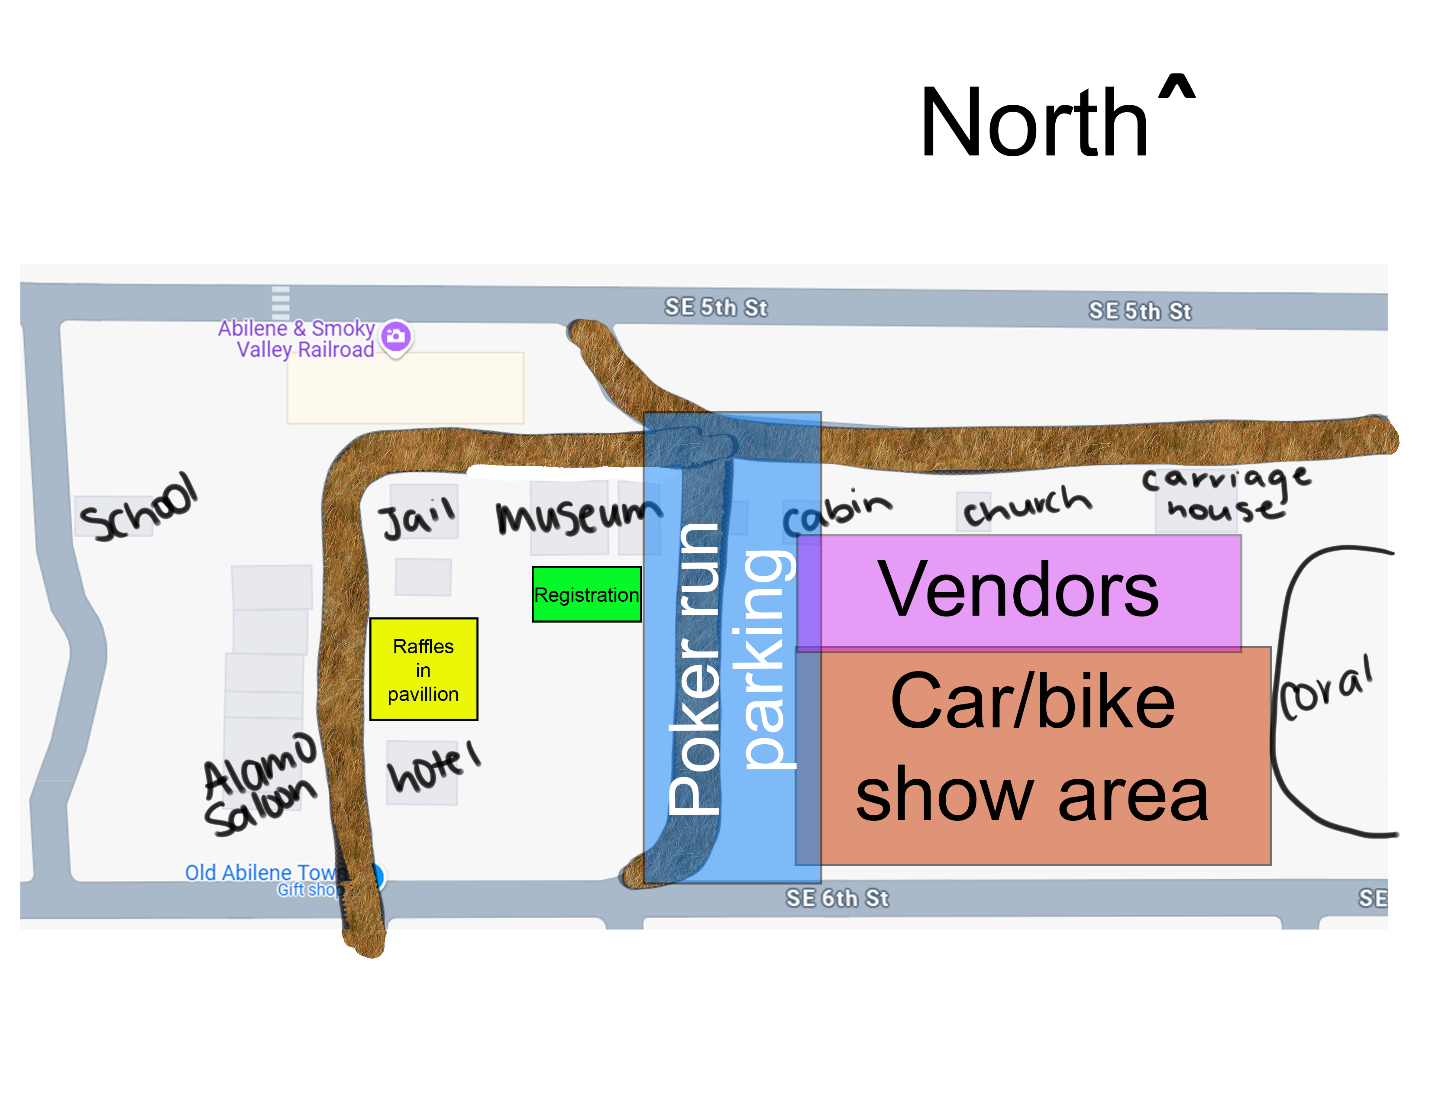 North^
SE 5th St
SE 5th St
Abilene & Smoky
Valley Railroad
School
Jail
museum
cabin
church
carriage
house
Registration
Raffles
in
pavillion
Poker run
parking
Vendors
Car/bike
show area
coral
Alamo
Saloon
hotel
Old Abilene Town
Gift shop
SE 6th St
SE